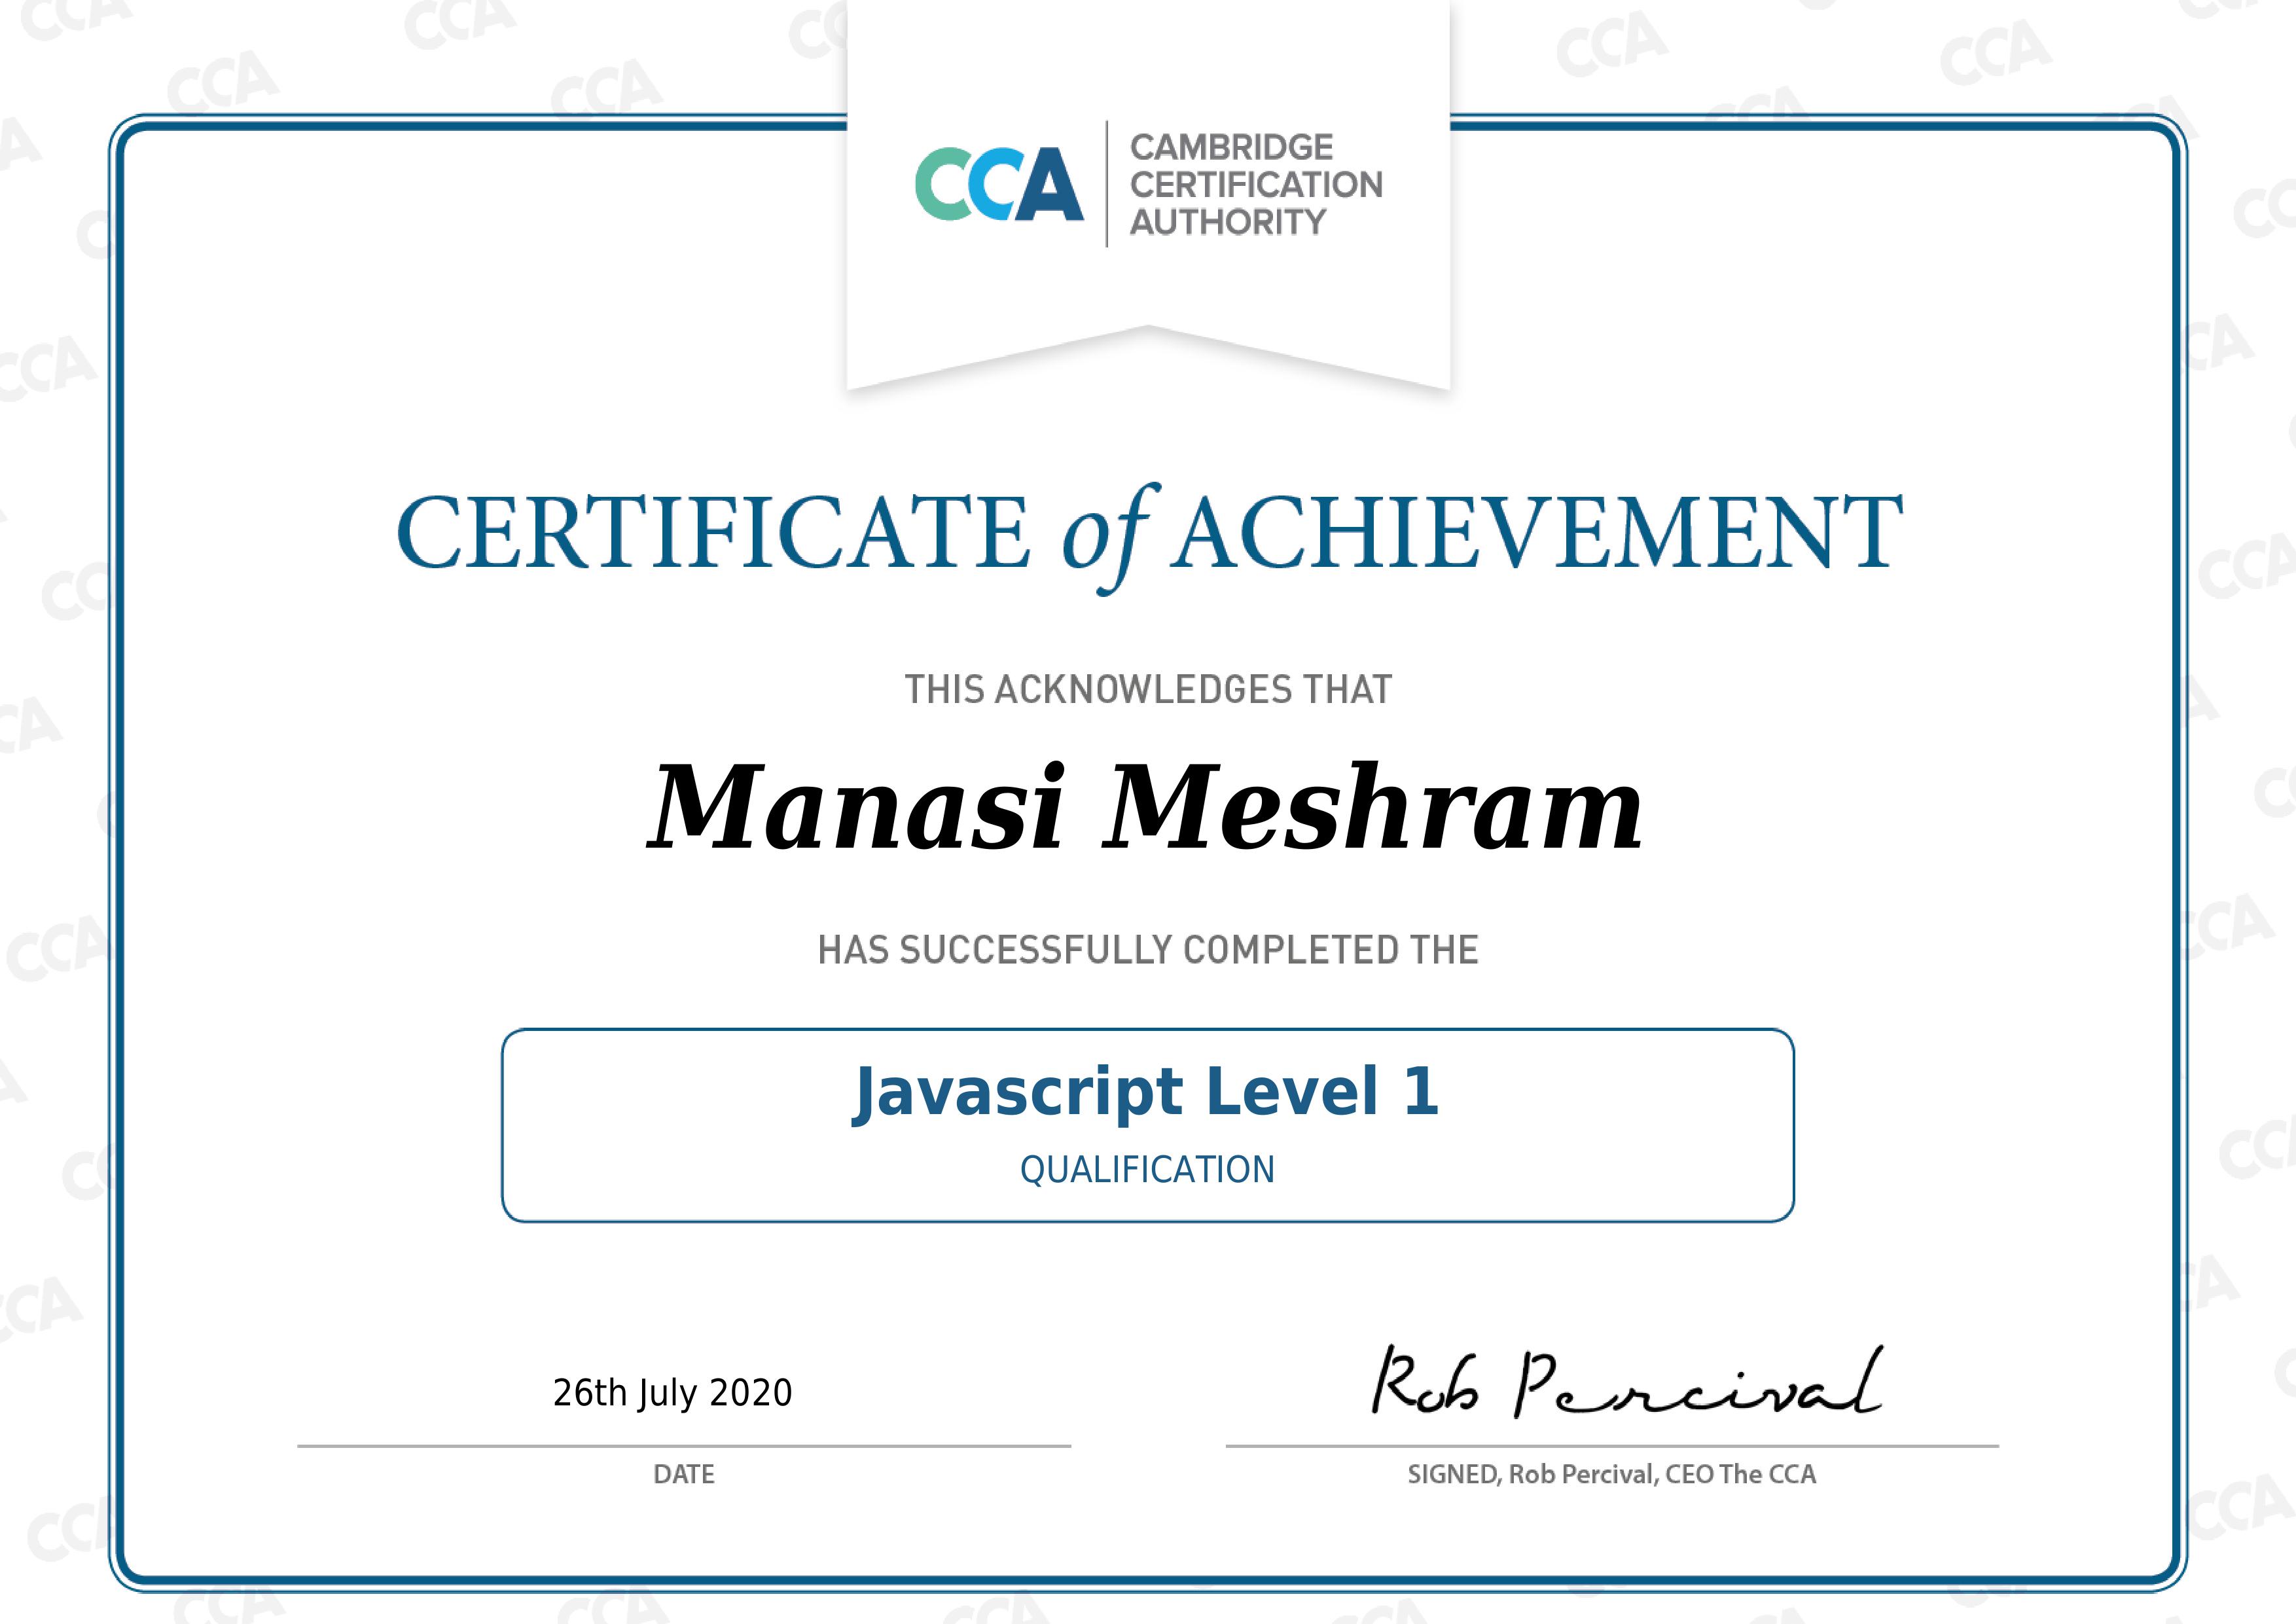 CCA
CAMBRIDGE
CERTIFICATION
AUTHORITY
CERTIFICATE of ACHIEVEMENT
THIS ACKNOWLEDGES THAT
Manasi Meshram
HAS SUCCESSFULLY COMPLETED THE
Javascript Level 1
QUALIFICATION
26th July 2020
Rob Percival
DATE
SIGNED, Rob Percival, CEO The CCA